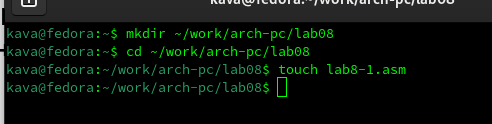 kava@fedora:~/work/arch-pc/lab08
kava@fedora:~$ mkdir ~/work/arch-pc/lab08
kava@fedora:~$ cd ~/work/arch-pc/lab08
kava@fedora:~/work/arch-pc/lab08$ touch lab8-1.asm
kava@fedora:~/work/arch-pc/lab08$